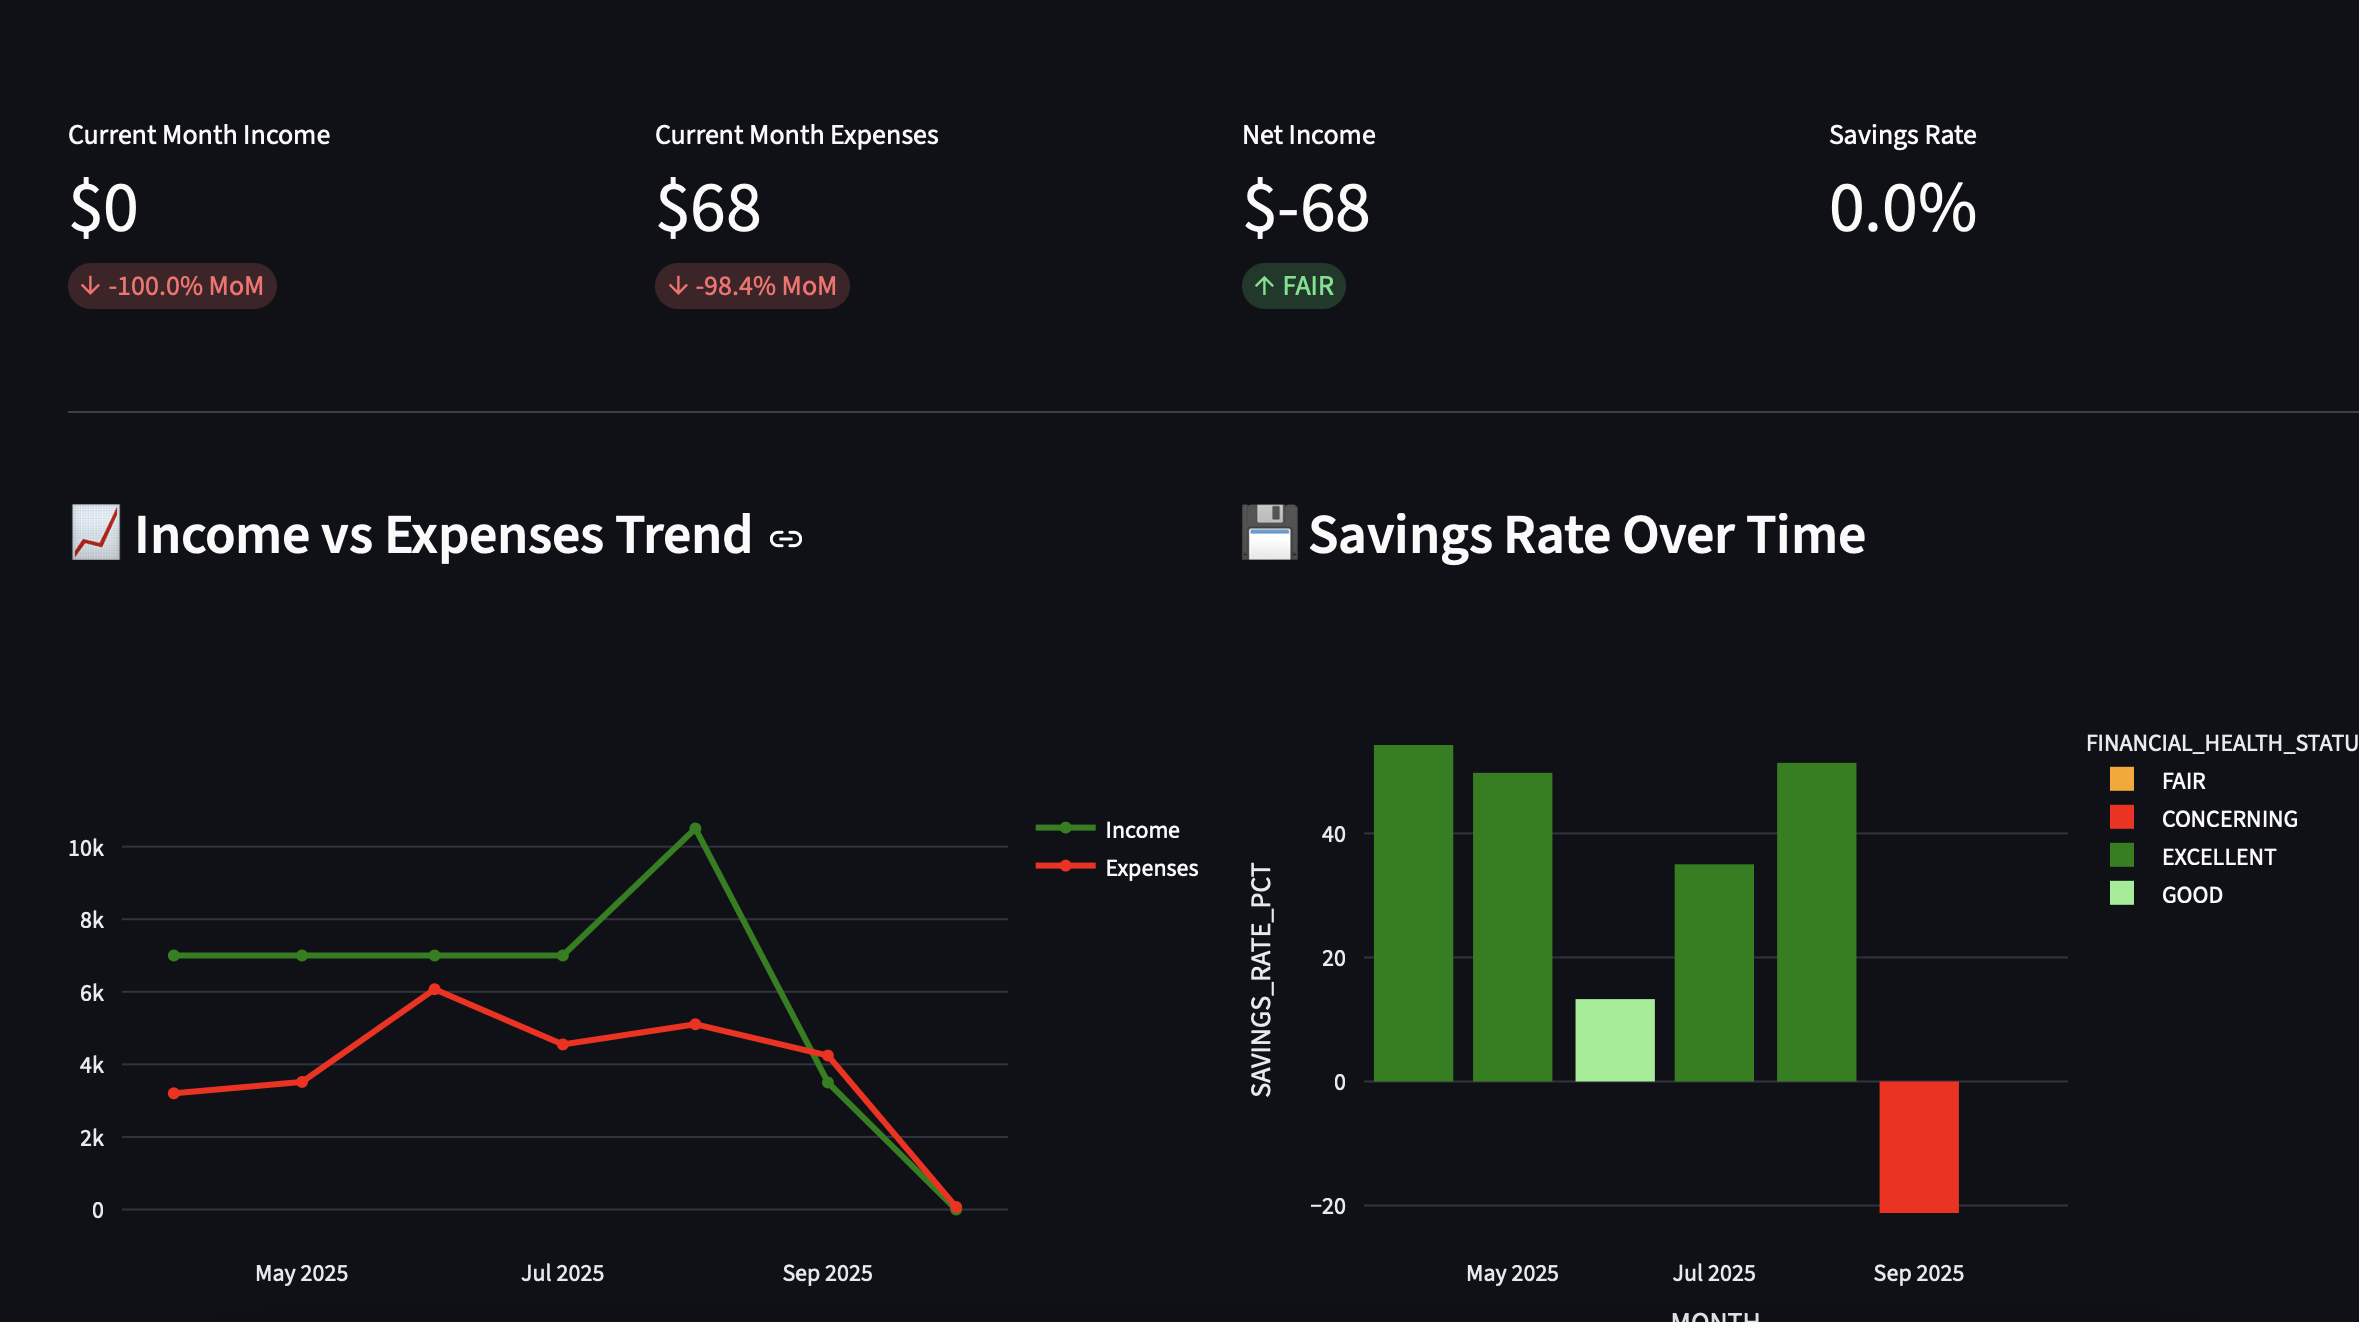 Current Month Income
$0
↓ -100.0% MoM
Current Month Expenses
$68
↓ -98.4% MoM
Net Income
$-68
↑ FAIR
Savings Rate
0.0%
Income vs Expenses Trend
10k
8k
6k
4k
2k
0
May 2025
Jul 2025
Sep 2025
Income
Expenses
Savings Rate Over Time
SAVINGS_RATE_PCT
40
20
0
−20
May 2025
Jul 2025
Sep 2025
MONTH
FINANCIAL_HEALTH_STATU
FAIR
CONCERNING
EXCELLENT
GOOD